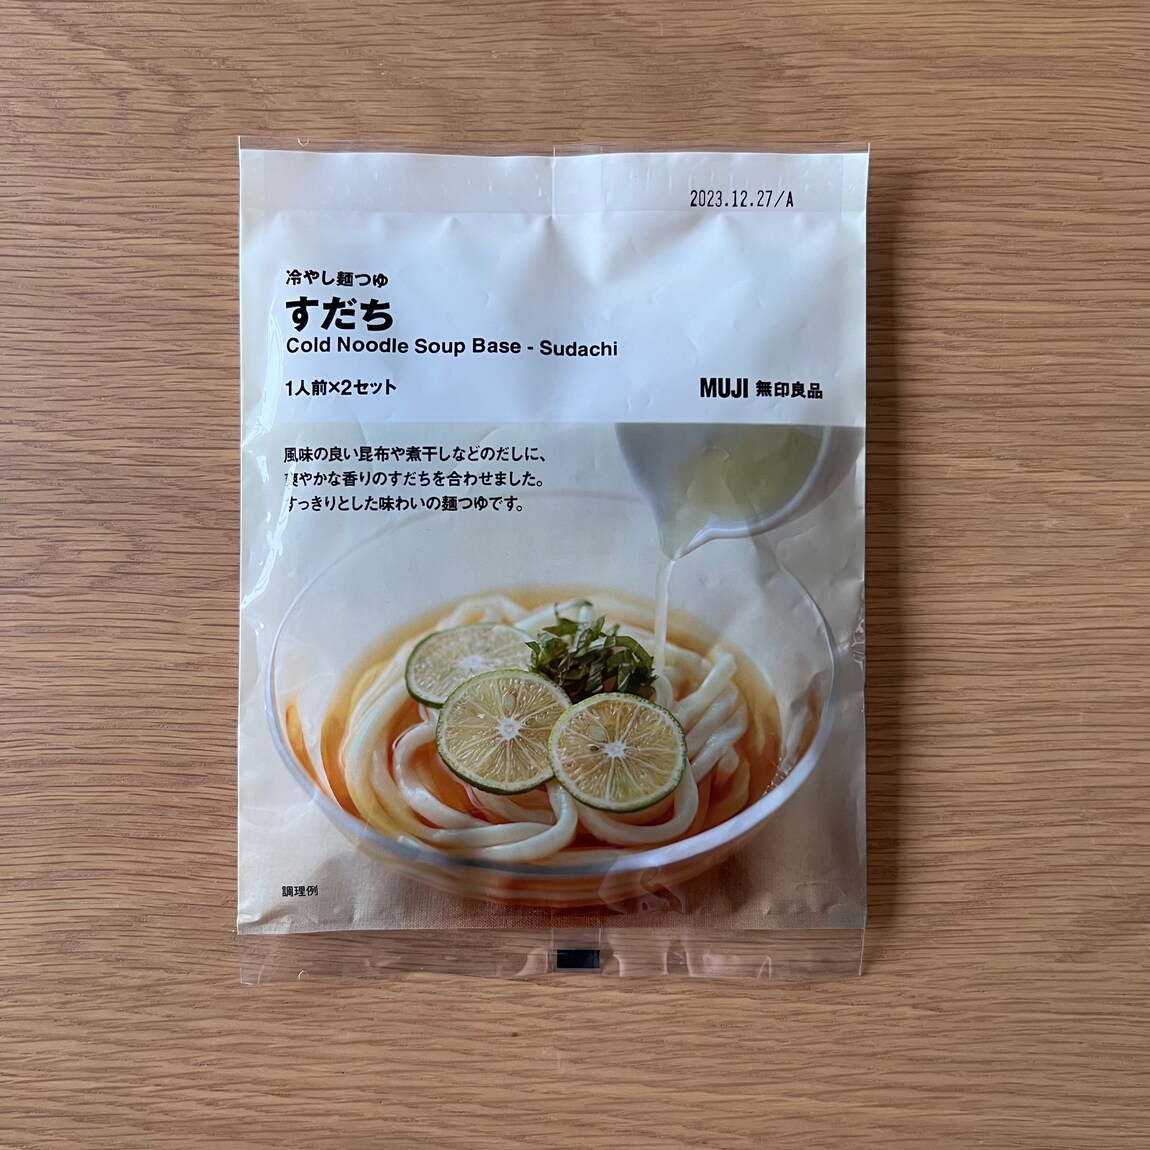 2023.12.27/A
冷やし麺つゆ
すだち
Cold Noodle Soup Base - Sudachi
1人前×2セット
MUJI 無印良品
風味の良い昆布や煮干しなどのだしに、
爽やかな香りのすだちを合わせました。
すっきりとした味わいの麺つゆです。
調理例